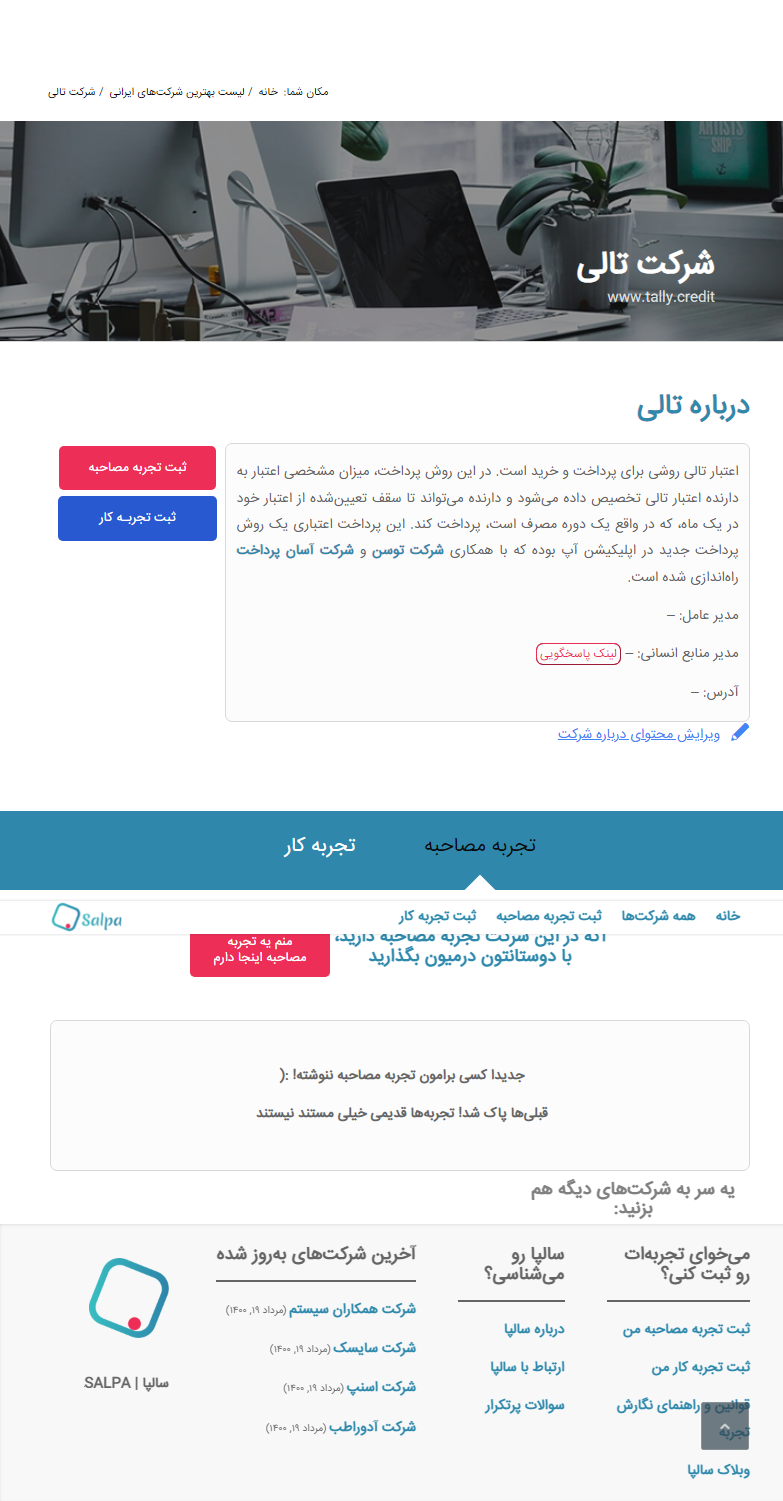 مکان شما: خانه / لیست بهترین شرکت‌های ایرانی / شرکت تالی
ARTISTS
SHIP
شرکت تالی
www.tally.credit
درباره تالی
اعتبار تالی روشی برای پرداخت و خرید است. در این روش پرداخت، میزان مشخصی اعتبار به
دارنده اعتبار تالی تخصیص داده می‌شود و دارنده می‌تواند تا سقف تعیین‌شده از اعتبار خود
در یک ماه، که در واقع یک دوره مصرف است، پرداخت کند. این پرداخت اعتباری یک روش
پرداخت جدید در اپلیکیشن آپ بوده که با همکاری شرکت توسن و شرکت آسان پرداخت
راه‌اندازی شده است.
مدیر عامل: –
مدیر منابع انسانی: – لینک پاسخگویی
آدرس: –
ثبت تجربه مصاحبه
ثبت تجربـه کار
ویرایش محتوای درباره شرکت
تجربه مصاحبه
تجربه کار
خانه
همه شرکت‌ها
ثبت تجربه مصاحبه
ثبت تجربه کار
Salpa
اگه در این شرکت تجربه مصاحبه دارید،
با دوستانتون درمیون بگذارید
منم یه تجربه
مصاحبه اینجا دارم
جدیدا کسی برامون تجربه مصاحبه ننوشته! :(
قبلی‌ها پاک شد! تجربه‌ها قدیمی خیلی مستند نیستند
یه سر به شرکت‌های دیگه هم
بزنید:
می‌خوای تجربه‌ات
رو ثبت کنی؟
ثبت تجربه مصاحبه من
ثبت تجربه کار من
قوانین و راهنمای نگارش
تجربه
وبلاک سالپا
سالپا رو
می‌شناسی؟
درباره سالپا
ارتباط با سالپا
سوالات پرتکرار
آخرین شرکت‌های به‌روز شده
شرکت همکاران سیستم (مرداد ۱۹, ۱۴۰۰)
شرکت سایسک (مرداد ۱۹, ۱۴۰۰)
شرکت اسنپ (مرداد ۱۹, ۱۴۰۰)
شرکت آدوراطب (مرداد ۱۹, ۱۴۰۰)
سالپا | SALPA